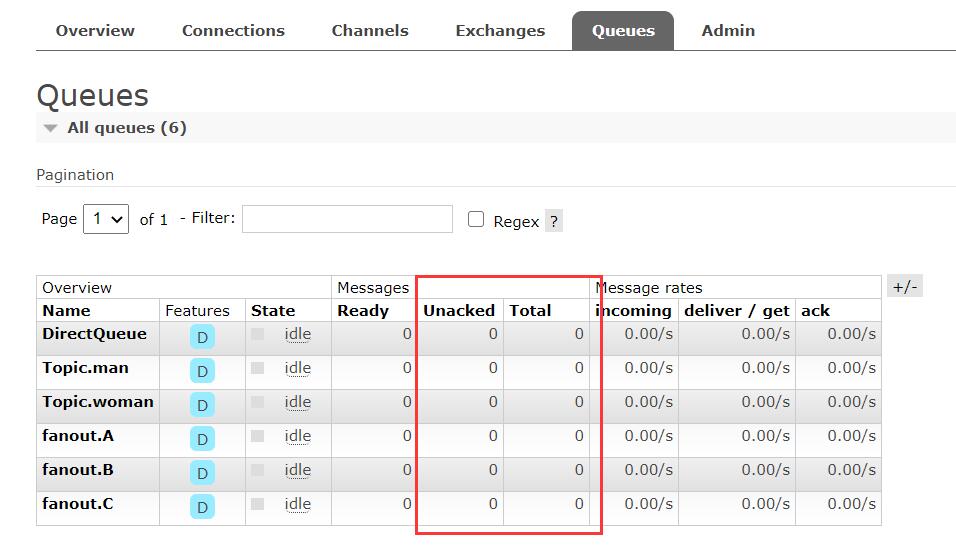 Overview Connections Channels Exchanges Queues Admin
Queues
All queues (6)
Pagination
Page 1 of 1 - Filter: Regex ?
Overview Messages Message rates +/-
Name Features State Ready Unacked Total incoming deliver / get ack
DirectQueue D idle 0 0 0 0.00/s 0.00/s 0.00/s
Topic.man D idle 0 0 0 0.00/s 0.00/s 0.00/s
Topic.woman D idle 0 0 0 0.00/s 0.00/s 0.00/s
fanout.A D idle 0 0 0 0.00/s 0.00/s 0.00/s
fanout.B D idle 0 0 0 0.00/s 0.00/s 0.00/s
fanout.C D idle 0 0 0 0.00/s 0.00/s 0.00/s